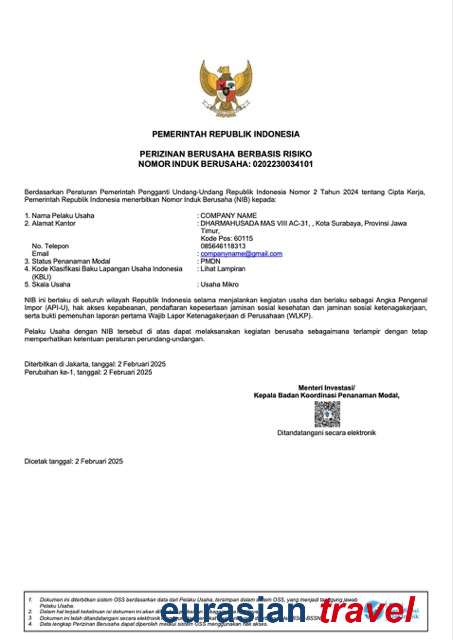 PEMERINTAH REPUBLIK INDONESIA
PERIZINAN BERUSAHA BERBASIS RISIKO
NOMOR INDUK BERUSAHA: 0202230034101
Berdasarkan Peraturan Pemerintah Pengganti Undang-Undang Republik Indonesia Nomor 2 Tahun 2024 tentang Cipta Kerja,
Pemerintah Republik Indonesia menerbitkan Nomor Induk Berusaha (NIB) kepada:
1. Nama Pelaku Usaha : COMPANY NAME
2. Alamat Kantor : DHARMAHUSADA MAS VIII AC-31, , Kota Surabaya, Provinsi Jawa
Timur,
Kode Pos: 60115
No. Telepon : 085646118313
Email : companyname@gmail.com
3. Status Penanaman Modal : PMDN
4. Kode Klasifikasi Baku Lapangan Usaha Indonesia : Lihat Lampiran
(KBLI)
5. Skala Usaha : Usaha Mikro
NIB ini berlaku di seluruh wilayah Republik Indonesia selama menjalankan kegiatan usaha dan berlaku sebagai Angka Pengenal
Impor (API-U), hak akses kepabeanan, pendaftaran kepesertaan jaminan sosial kesehatan dan jaminan sosial ketenagakerjaan,
serta bukti pemenuhan laporan pertama Wajib Lapor Ketenagakerjaan di Perusahaan (WLKP).
Pelaku Usaha dengan NIB tersebut di atas dapat melaksanakan kegiatan berusaha sebagaimana terlampir dengan tetap
memperhatikan ketentuan peraturan perundang-undangan.
Diterbitkan di Jakarta, tanggal: 2 Februari 2025
Perubahan ke-1, tanggal: 2 Februari 2025
Menteri Investasi/
Kepala Badan Koordinasi Penanaman Modal,
Ditandatangani secara elektronik
Dicetak tanggal: 2 Februari 2025
1. Dokumen ini diterbitkan sistem OSS berdasarkan data dari Pelaku Usaha, tersimpan dalam sistem OSS, yang menjadi tanggung jawab
Pelaku Usaha.
2. Dalam hal terjadi kekeliruan isi dokumen ini akan
3. Dokumen ini telah ditandatangani secara elektronik
4. Data lengkap Perizinan Berusaha dapat diperoleh melalui sistem OSS menggunakan hak akses.
eurasian travel